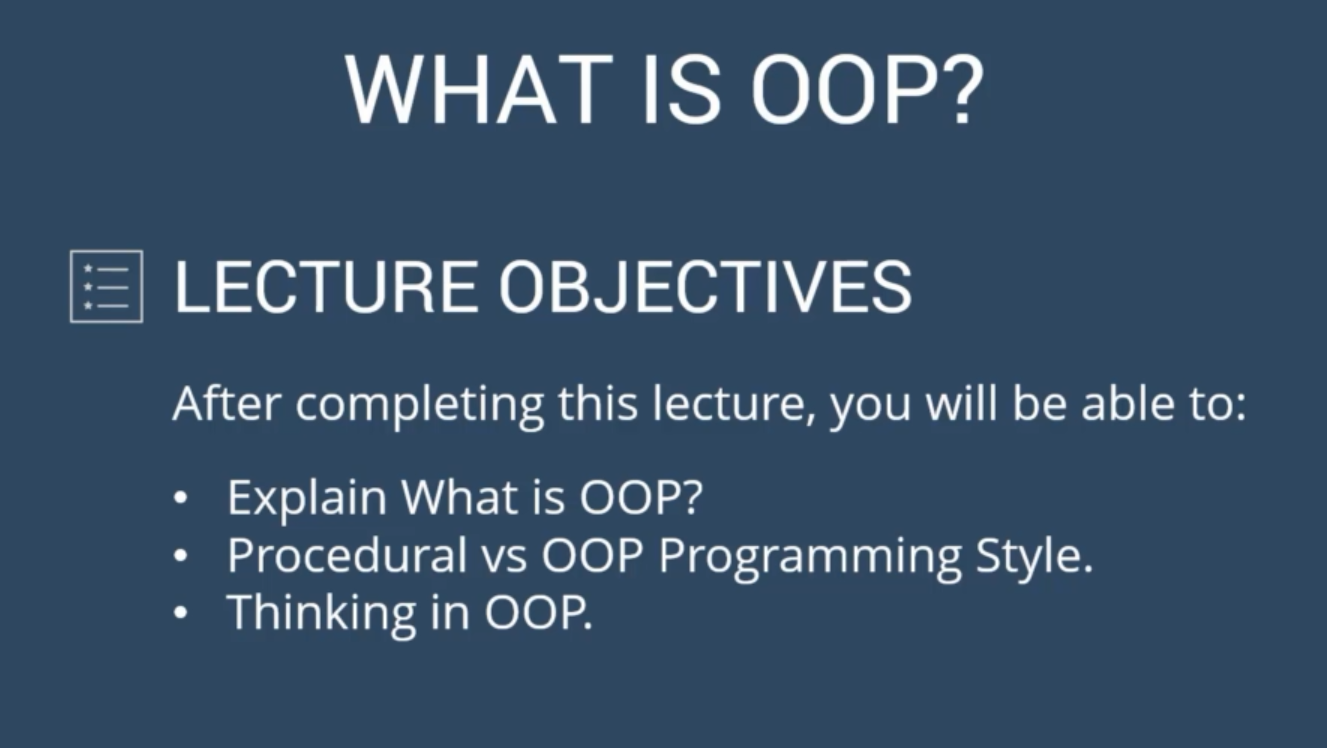 WHAT IS OOP?
LECTURE OBJECTIVES
After completing this lecture, you will be able to:
• Explain What is OOP?
• Procedural vs OOP Programming Style.
• Thinking in OOP.